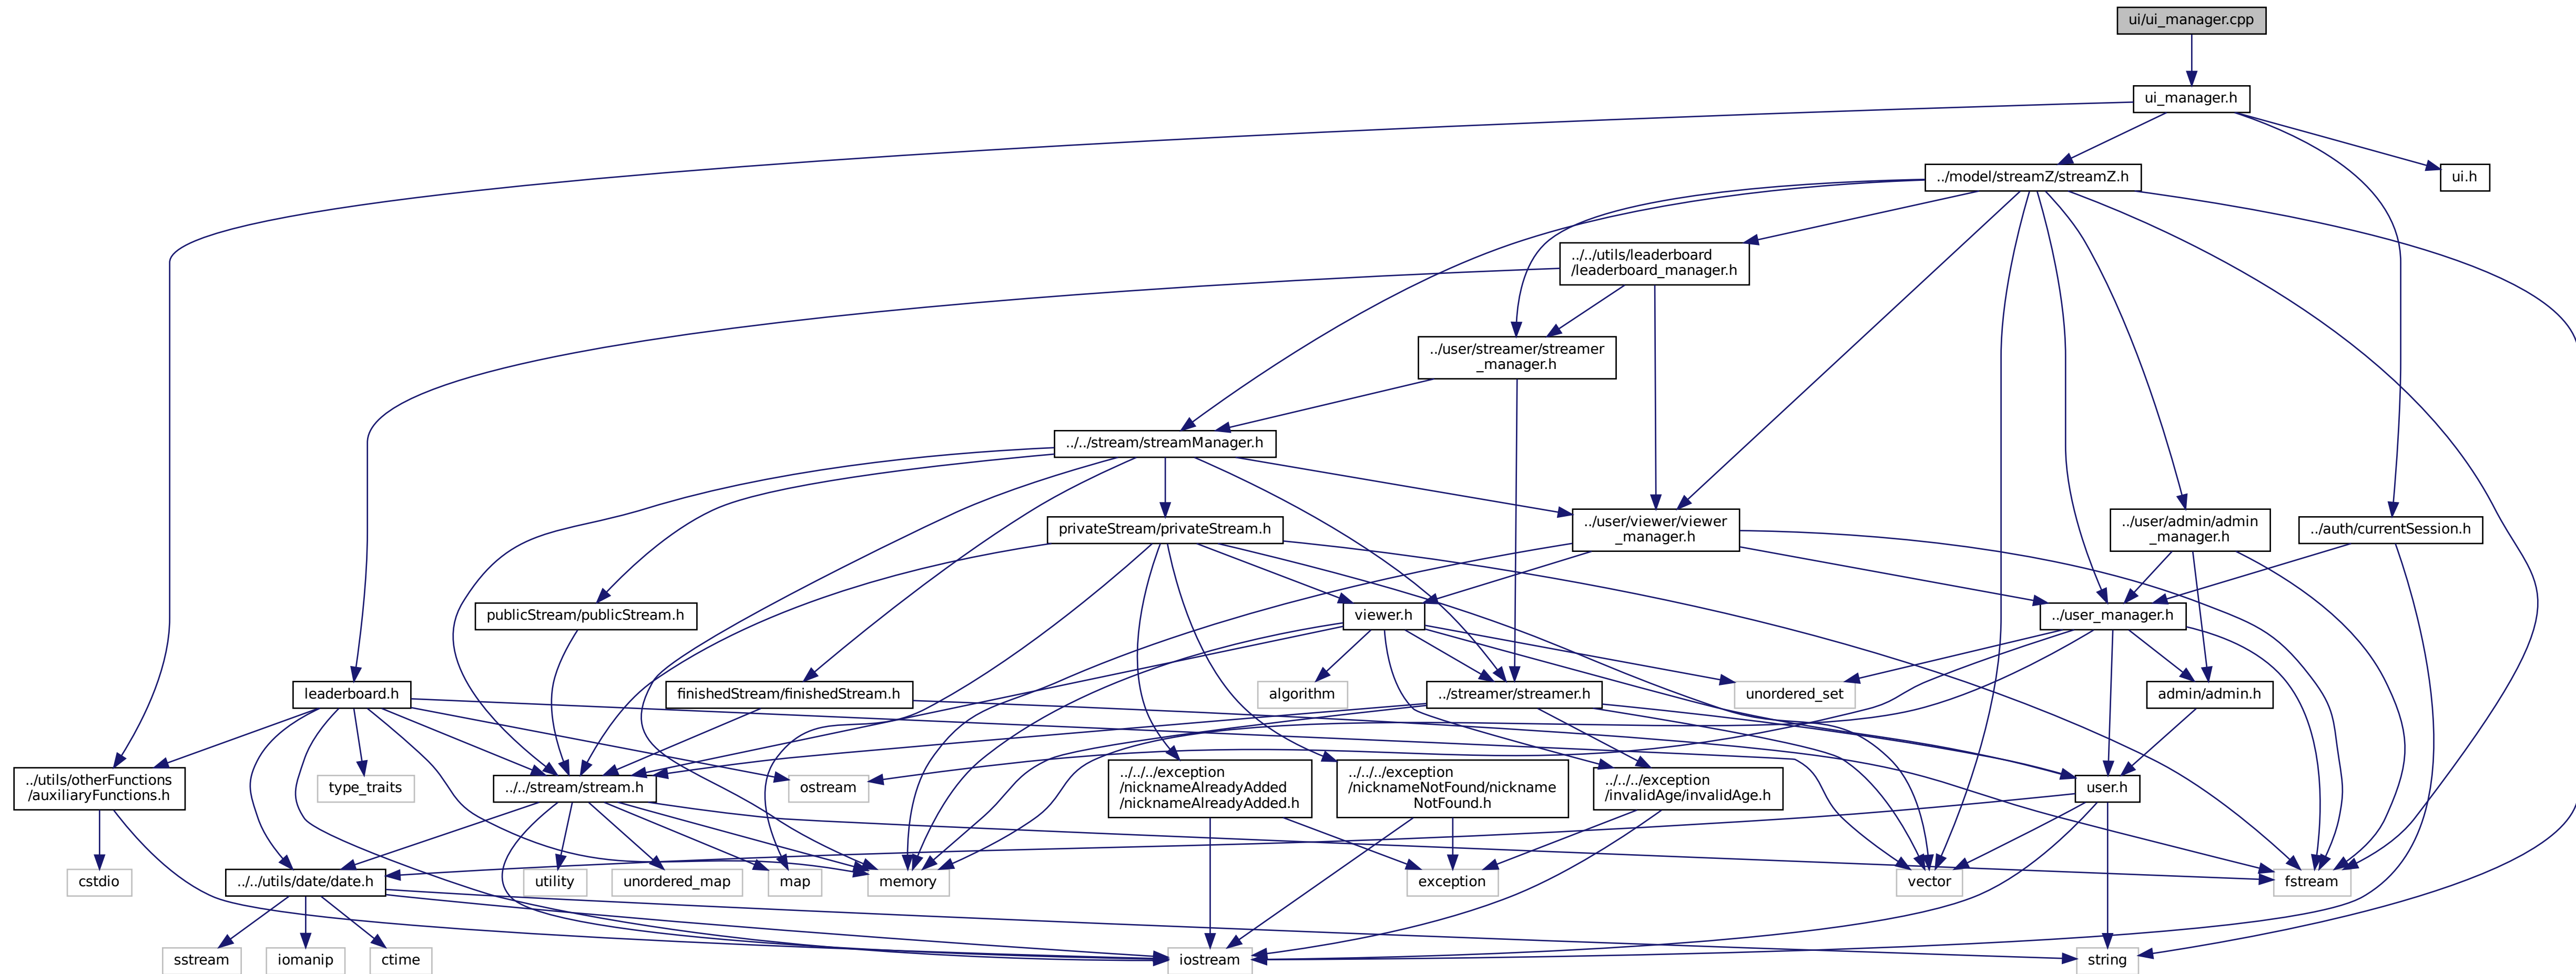 ui/ui_manager.cpp
ui_manager.h
../model/streamZ/streamZ.h
ui.h
../../utils/leaderboard
/leaderboard_manager.h
../user/streamer/streamer
_manager.h
../../stream/streamManager.h
privateStream/privateStream.h
../user/viewer/viewer
_manager.h
../user/admin/admin
_manager.h
../auth/currentSession.h
publicStream/publicStream.h
viewer.h
../user_manager.h
leaderboard.h
finishedStream/finishedStream.h
algorithm
../streamer/streamer.h
unordered_set
admin/admin.h
../utils/otherFunctions
/auxiliaryFunctions.h
type_traits
../../stream/stream.h
ostream
../../../exception
/nicknameAlreadyAdded
/nicknameAlreadyAdded.h
../../../exception
/nicknameNotFound/nickname
NotFound.h
../../../exception
/invalidAge/invalidAge.h
user.h
cstdio
../../utils/date/date.h
utility
unordered_map
map
memory
exception
vector
fstream
sstream
iomanip
ctime
iostream
string